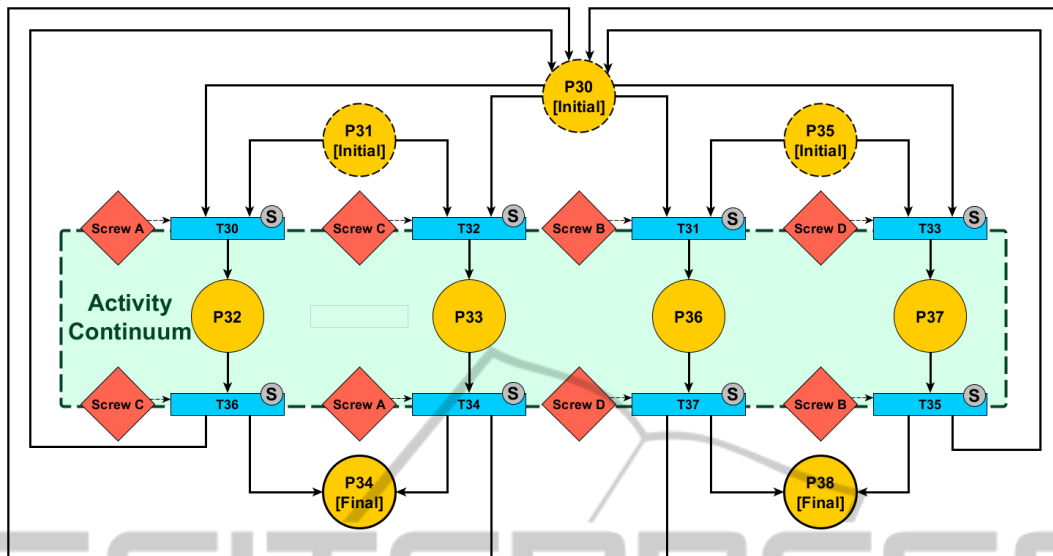 P30
[Initial]
P31
[Initial]
P35
[Initial]
Screw A
T30
S
Screw C
T32
S
Screw B
T31
S
Screw D
T33
S
Activity
Continuum
P32
P33
P36
P37
Screw C
T36
S
Screw A
T34
S
Screw D
T37
S
Screw B
T35
S
P34
[Final]
P38
[Final]